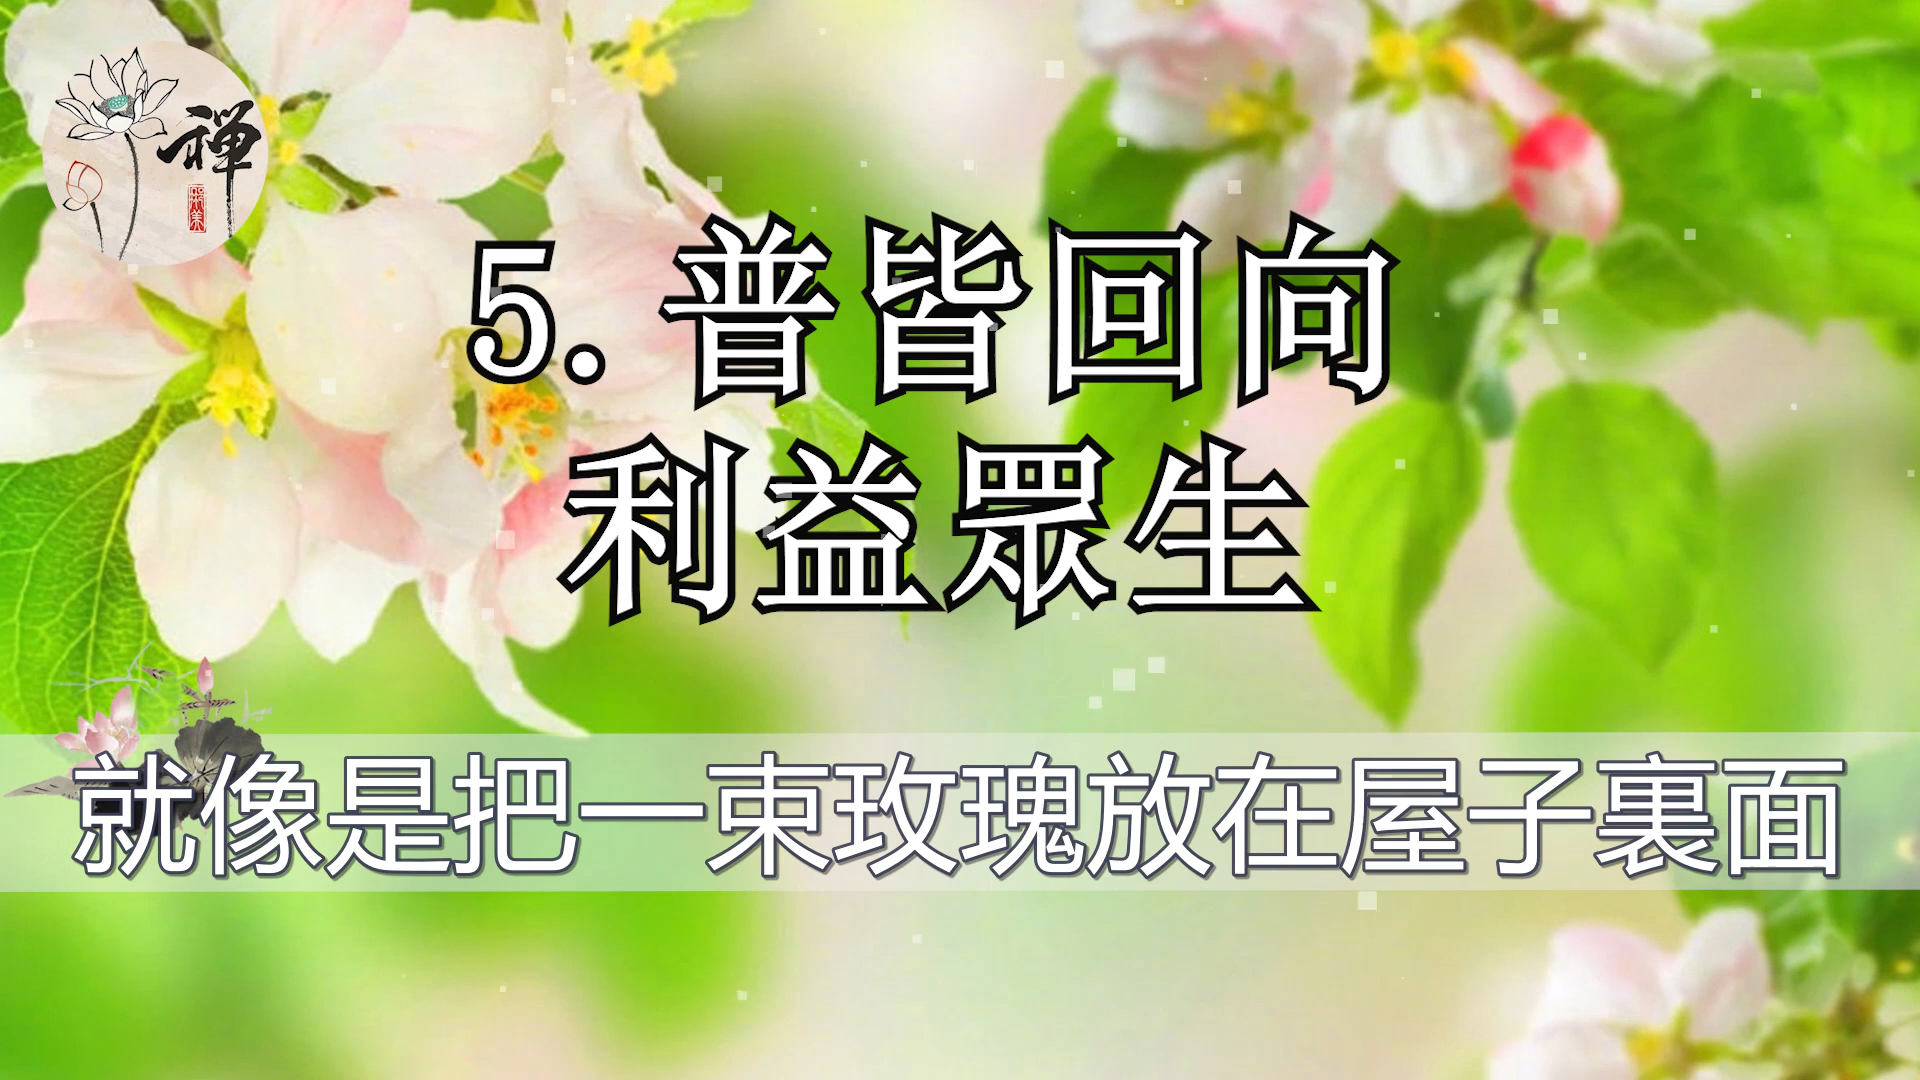 禅
5. 普皆回向
利益眾生
就像是把一束玫瑰放在屋子裏面